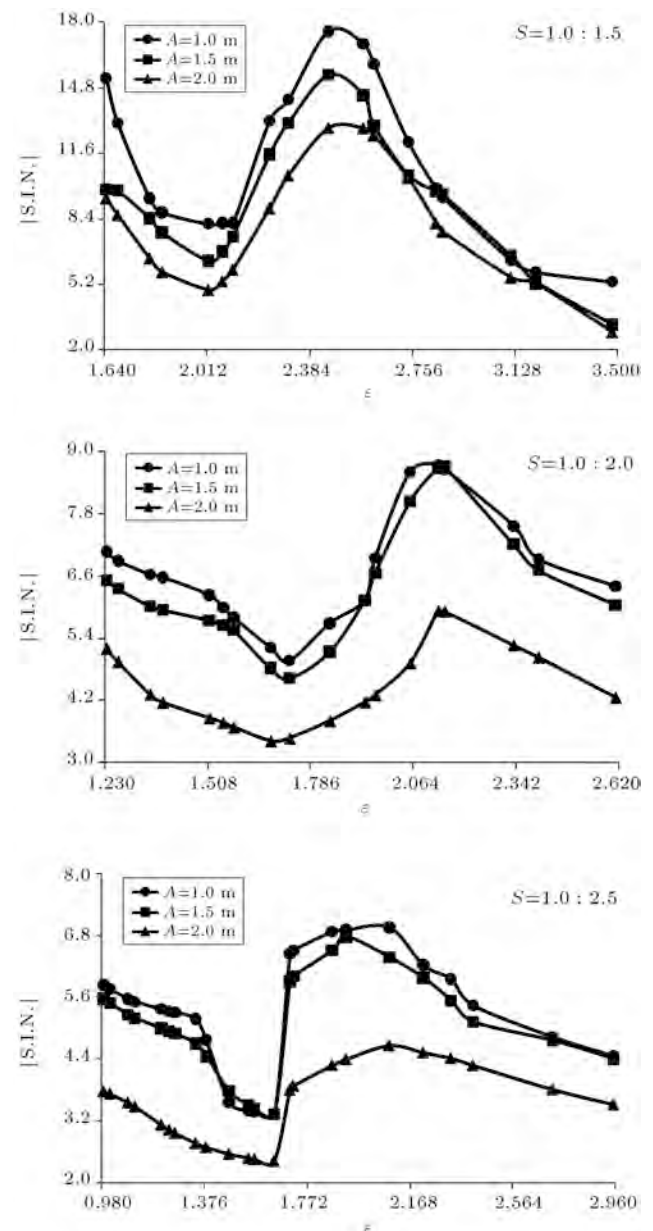 18.0
A=1.0 m
S=1.0 : 1.5
A=1.5 m
14.8
A=2.0 m
11.6
|S.I.N.|
8.4
5.2
2.0
1.640 2.012 2.384 2.756 3.128 3.500
ε
9.0
A=1.0 m
S=1.0 : 2.0
A=1.5 m
7.8
A=2.0 m
6.6
|S.I.N.|
5.4
4.2
3.0
1.230 1.508 1.786 2.064 2.342 2.620
ε
8.0
A=1.0 m
S=1.0 : 2.5
A=1.5 m
6.8
A=2.0 m
5.6
|S.I.N.|
4.4
3.2
2.0
0.980 1.376 1.772 2.168 2.564 2.960
ε